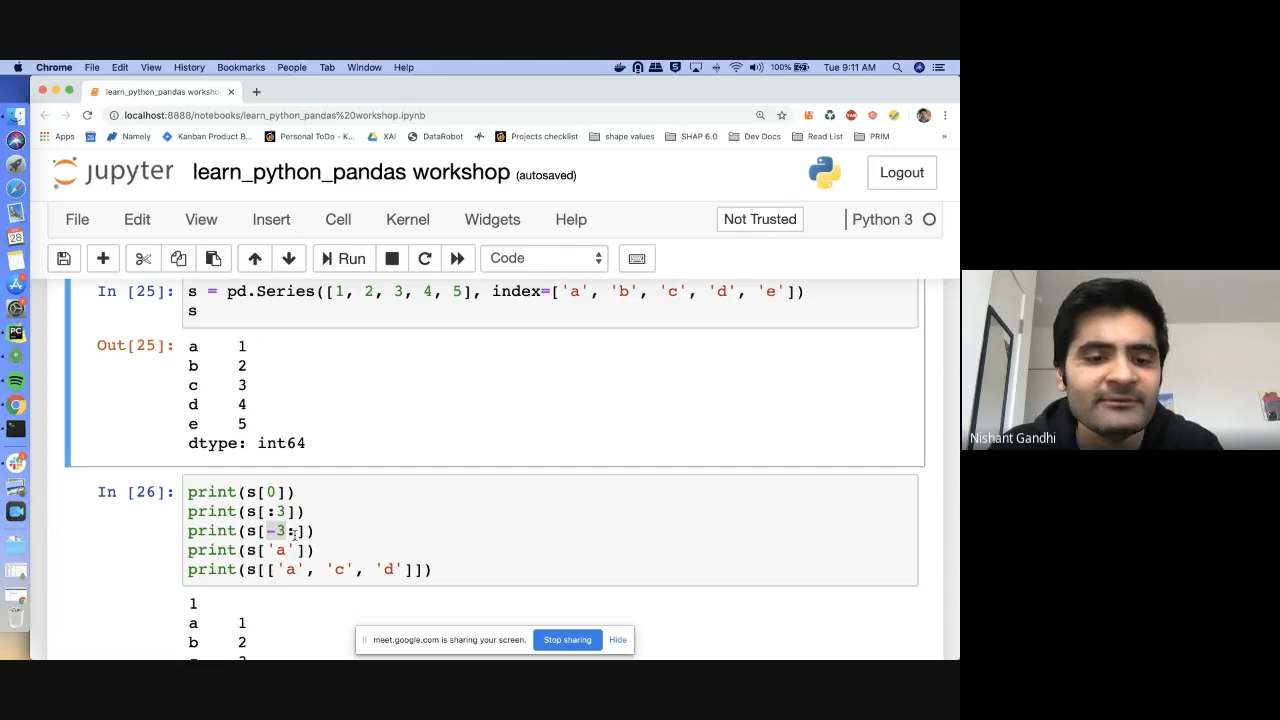 Chrome File Edit View History Bookmarks People Tab Window Help 100% Tue 9:11 AM
learn_python_pandas worksho
localhost:8888/notebooks/learn_python_pandas%20workshop.ipynb
Apps Namely Kanban Product B... Personal ToDo - K... XAI DataRobot Projects checklist shape values SHAP 6.0 Dev Docs Read List PRIM »
jupyter learn_python_pandas workshop (autosaved) Logout
File Edit View Insert Cell Kernel Widgets Help Not Trusted Python 3
Run Code
In [25]: s = pd.Series([1, 2, 3, 4, 5], index=['a', 'b', 'c', 'd', 'e'])
s
Out[25]: a 1
b 2
c 3
d 4
e 5
dtype: int64
In [26]: print(s[0])
print(s[:3])
print(s[-3:])
print(s['a'])
print(s[['a', 'c', 'd']])
1
a 1
b 2
meet.google.com is sharing your screen. Stop sharing Hide
Nishant Gandhi